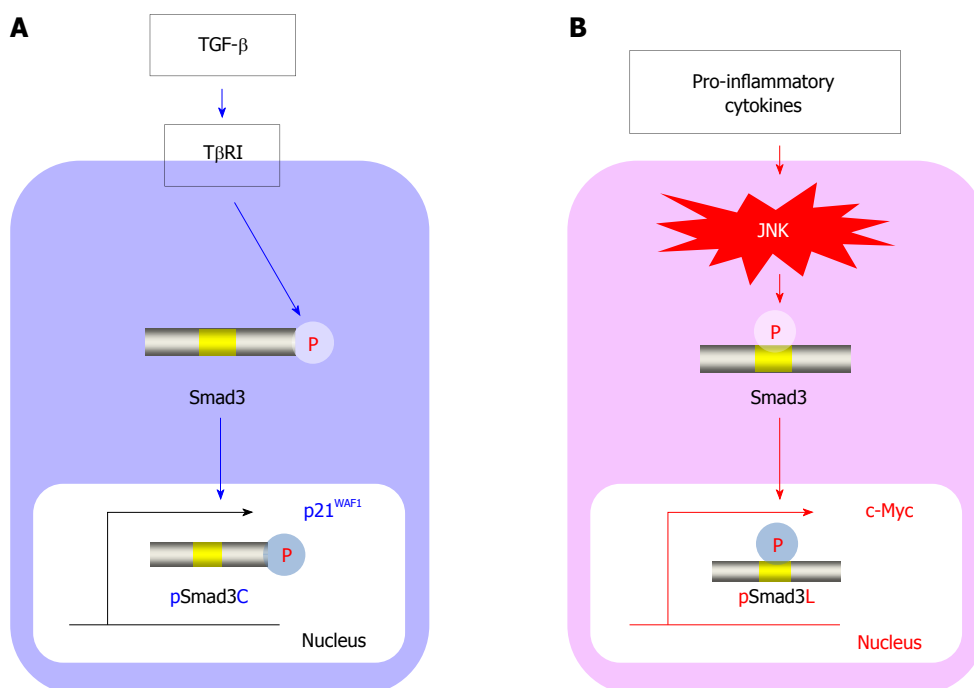 A
TGF-β
TβRI
P
Smad3
p21WAF1
P
pSmad3C
Nucleus
B
Pro-inflammatory
cytokines
JNK
P
Smad3
c-Myc
P
pSmad3L
Nucleus